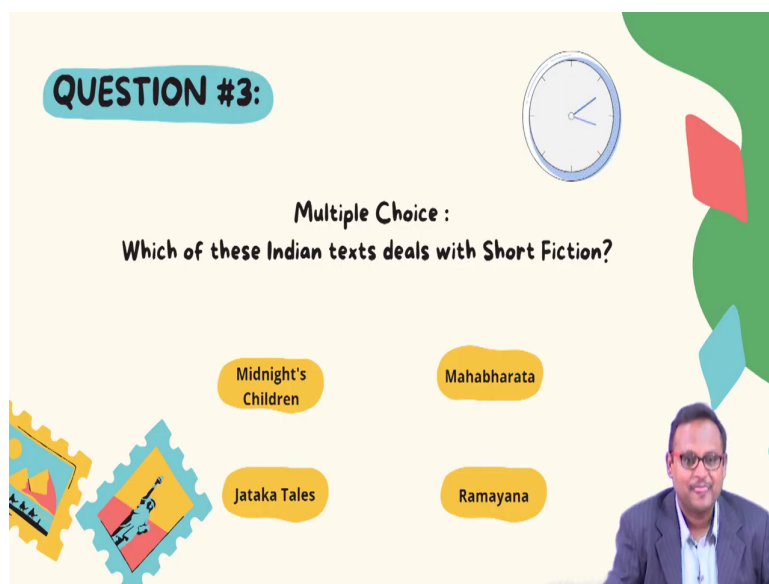 QUESTION #3:
Multiple Choice :
Which of these Indian texts deals with Short Fiction?
Midnight's
Children
Mahabharata
Jataka Tales
Ramayana